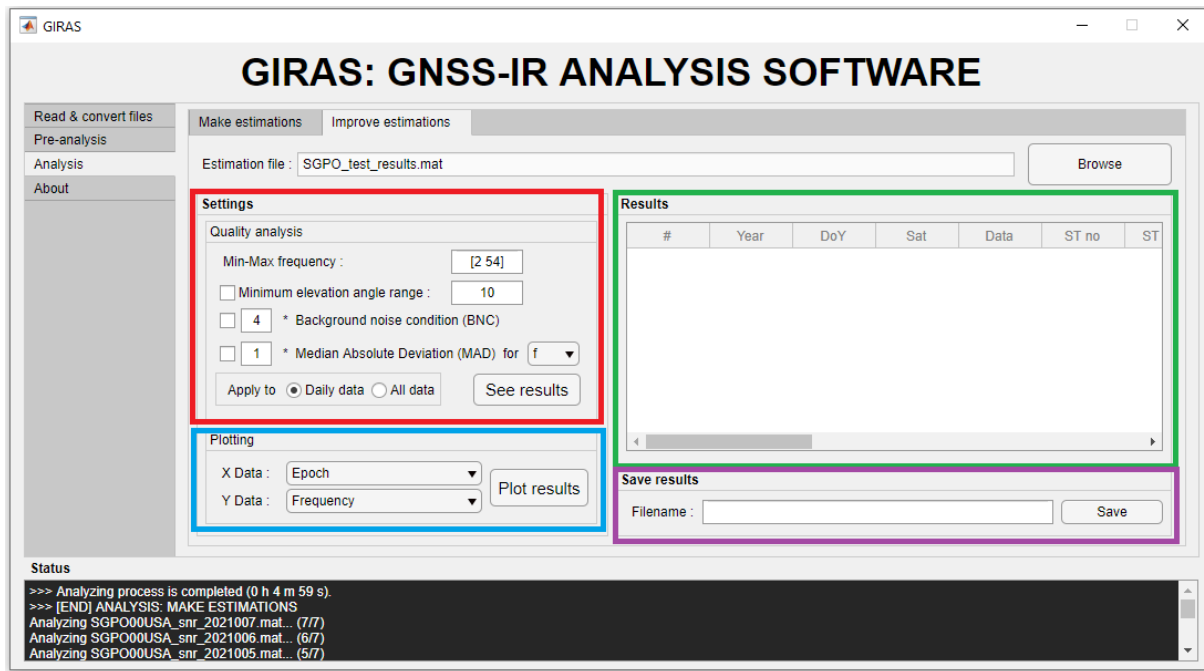 GIRAS
GIRAS: GNSS-IR ANALYSIS SOFTWARE
Read & convert files
Pre-analysis
Analysis
About
Make estimations
Improve estimations
Estimation file :
SGPO_test_results.mat
Browse
Settings
Quality analysis
Min-Max frequency :
[2 54]
Minimum elevation angle range :
10
4 * Background noise condition (BNC)
1 * Median Absolute Deviation (MAD) for f
Apply to Daily data All data
See results
Plotting
X Data : Epoch
Y Data : Frequency
Plot results
Results
# Year DoY Sat Data ST no ST
Save results
Filename :
Save
Status
>>> Analyzing process is completed (0 h 4 m 59 s).
>>> [END] ANALYSIS: MAKE ESTIMATIONS
Analyzing SGPO00USA_snr_2021007.mat... (7/7)
Analyzing SGPO00USA_snr_2021006.mat... (6/7)
Analyzing SGPO00USA_snr_2021005.mat... (5/7)